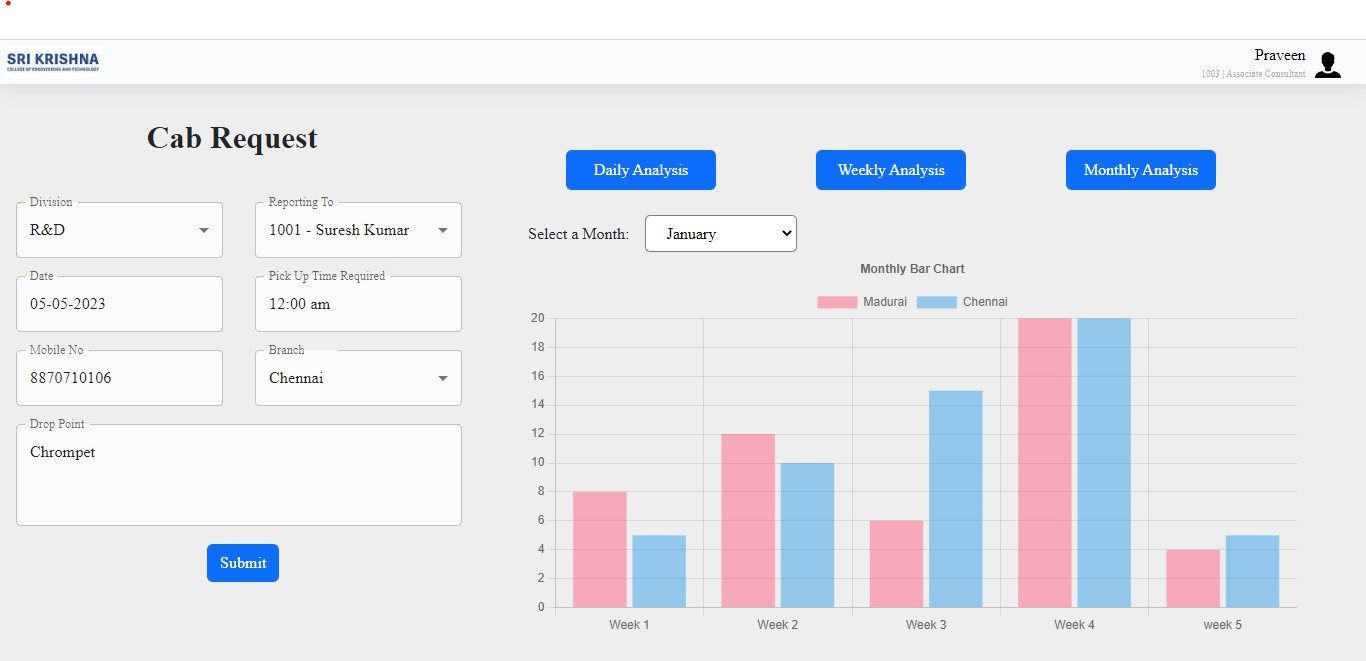 SRI KRISHNA
COLLEGE OF ENGINEERING AND TECHNOLOGY
Praveen
1003 | Associate Consultant
Cab Request
Division
R&D
Reporting To
1001 - Suresh Kumar
Date
05-05-2023
Pick Up Time Required
12:00 am
Mobile No
8870710106
Branch
Chennai
Drop Point
Chrompet
Submit
Daily Analysis
Weekly Analysis
Monthly Analysis
Select a Month: January
Monthly Bar Chart
Madurai Chennai
20
18
16
14
12
10
8
6
4
2
0
Week 1 Week 2 Week 3 Week 4 week 5